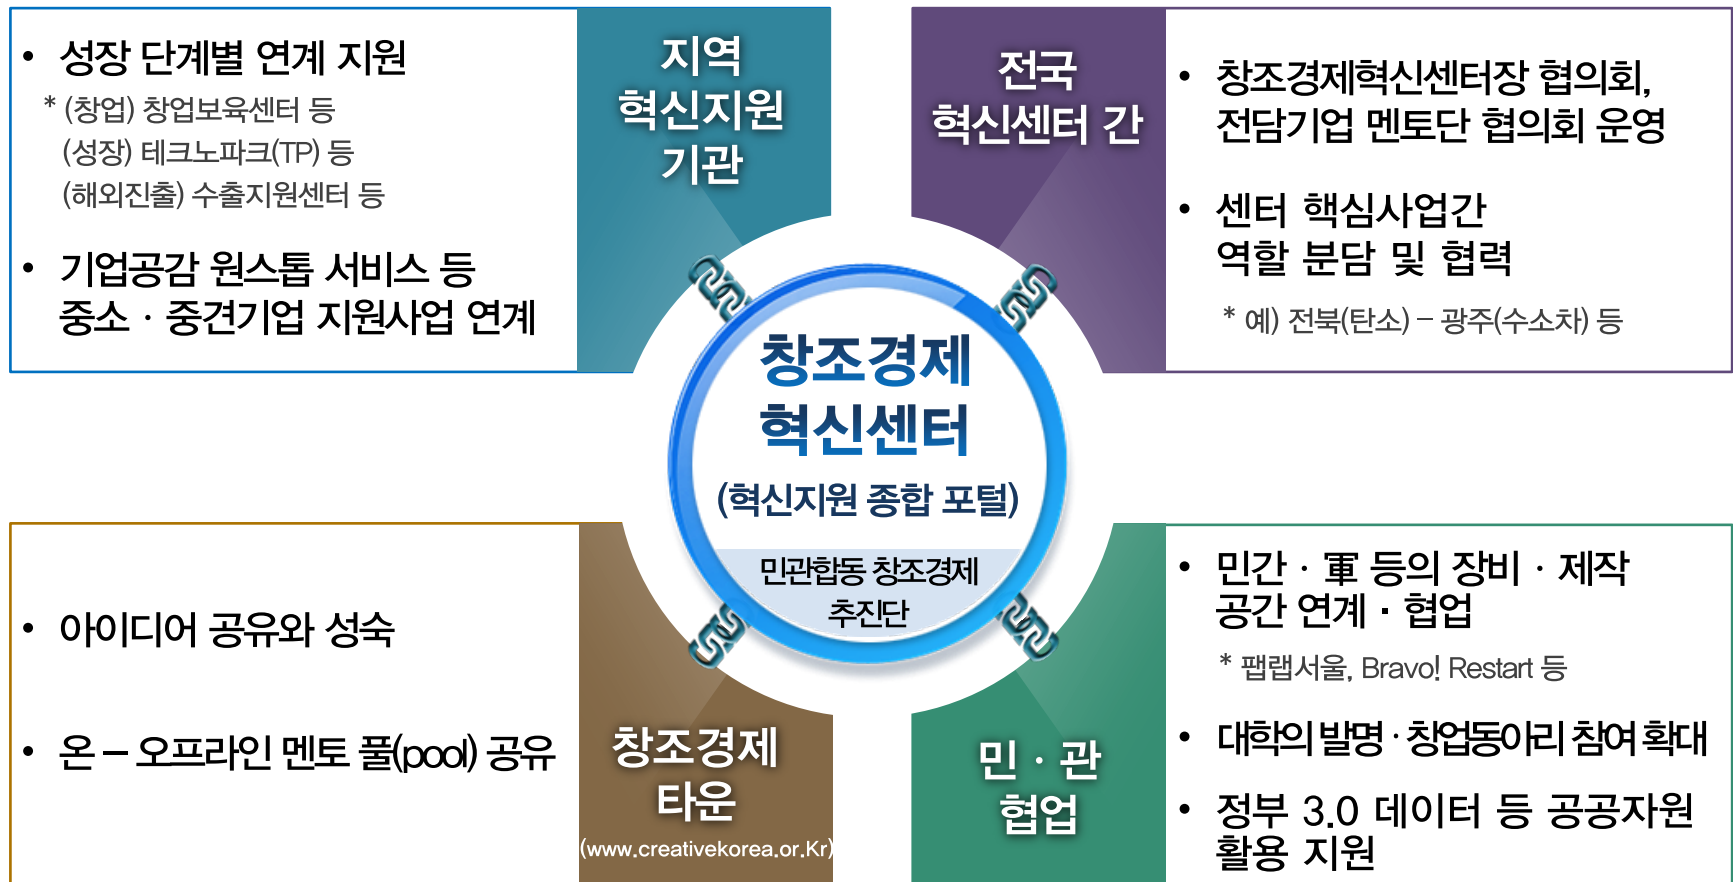 • 성장 단계별 연계 지원
* (창업) 창업보육센터 등
(성장) 테크노파크(TP) 등
(해외진출) 수출지원센터 등
• 기업공감 원스톱 서비스 등
중소 · 중견기업 지원사업 연계
지역
혁신지원
기관
전국
혁신센터 간
• 창조경제혁신센터장 협의회,
전담기업 멘토단 협의회 운영
• 센터 핵심사업간
역할 분담 및 협력
* 예) 전북(탄소) – 광주(수소차) 등
창조경제
혁신센터
(혁신지원 종합 포털)
민관합동 창조경제
추진단
• 아이디어 공유와 성숙
• 온 – 오프라인 멘토 풀(pool) 공유
창조경제
타운
(www.creativekorea.or.Kr)
민 · 관
협업
• 민간 · 軍 등의 장비 · 제작
공간 연계 · 협업
* 팹랩서울, Bravo! Restart 등
• 대학의 발명 · 창업동아리 참여 확대
• 정부 3.0 데이터 등 공공자원
활용 지원